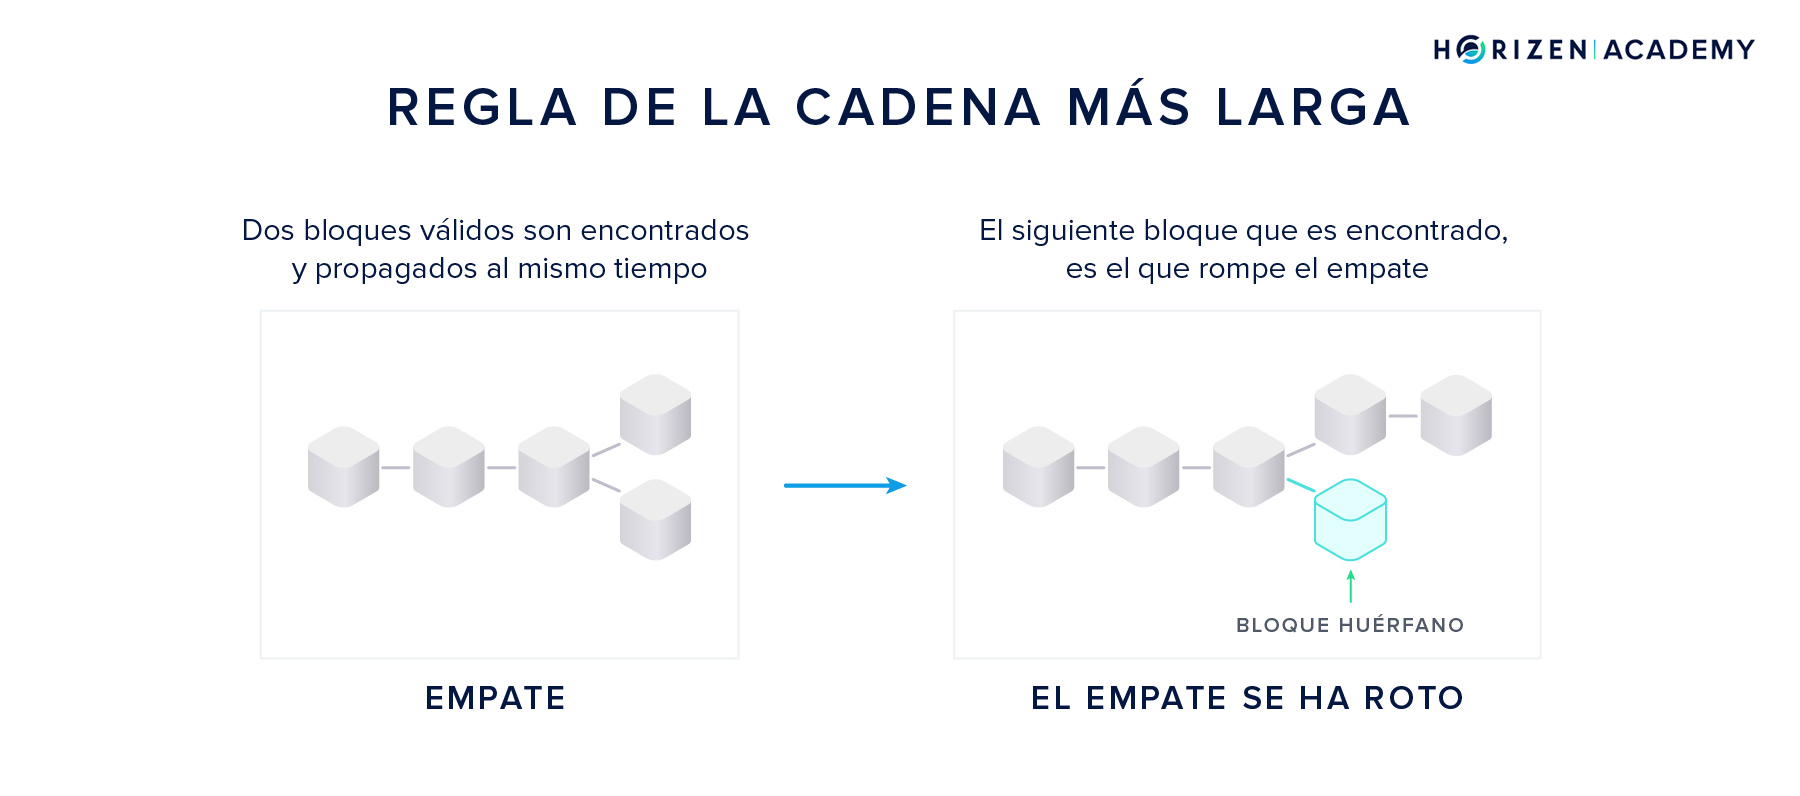 HORIZEN | ACADEMY
REGLA DE LA CADENA MÁS LARGA
Dos bloques válidos son encontrados
y propagados al mismo tiempo
EMPATE
El siguiente bloque que es encontrado,
es el que rompe el empate
BLOQUE HUÉRFANO
EL EMPATE SE HA ROTO